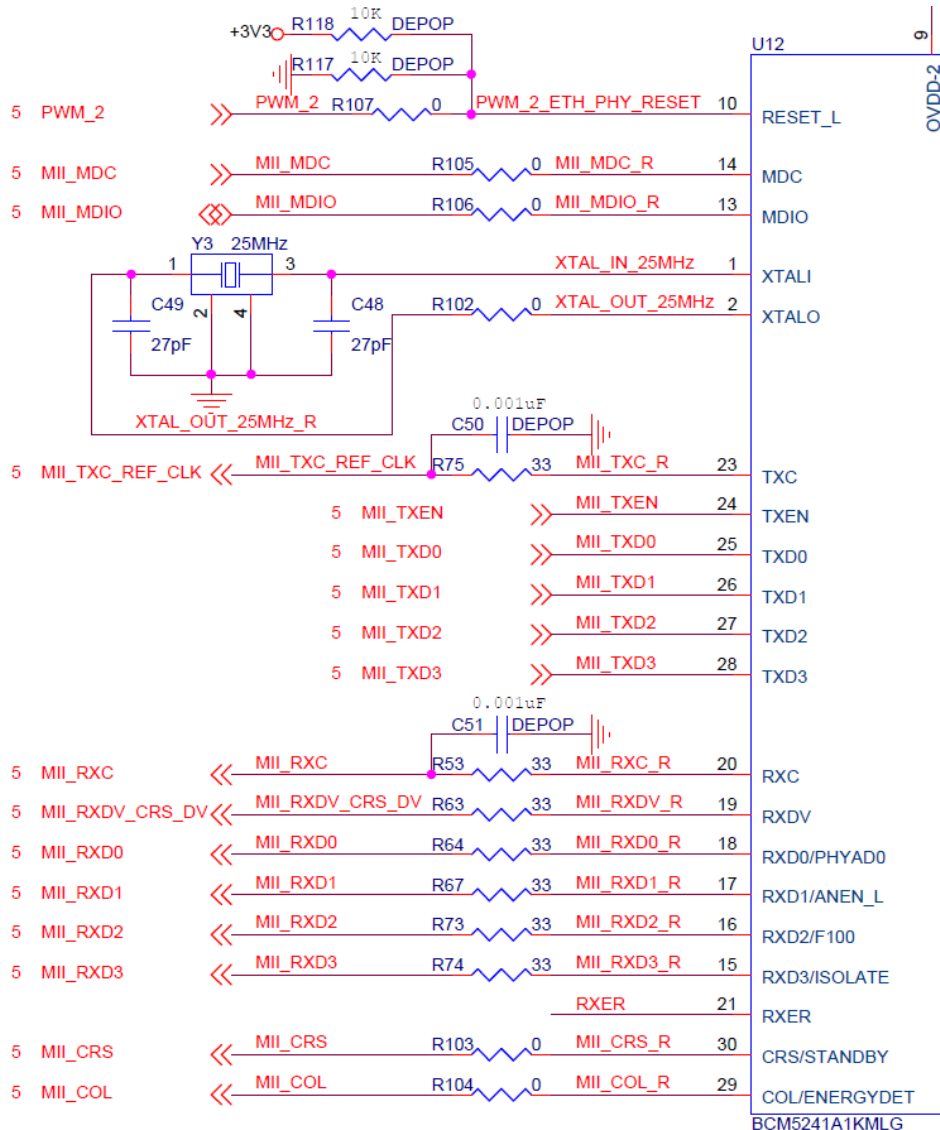 R118 10K DEPOP
+3V3
R117 10K DEPOP
U12
9
OVDD-2
5 PWM_2 PWM_2 R107 0 PWM_2_ETH_PHY_RESET 10 RESET_L
5 MII_MDC MII_MDC R105 0 MII_MDC_R 14 MDC
5 MII_MDIO MII_MDIO R106 0 MII_MDIO_R 13 MDIO
Y3 25MHz
1 3 XTAL_IN_25MHz 1 XTALI
C49 2 4 C48 R102 0 XTAL_OUT_25MHz 2 XTALO
27pF 27pF
XTAL_OUT_25MHz_R
0.001uF
C50 DEPOP
5 MII_TXC_REF_CLK MII_TXC_REF_CLK R75 33 MII_TXC_R 23 TXC
5 MII_TXEN MII_TXEN 24 TXEN
5 MII_TXD0 MII_TXD0 25 TXD0
5 MII_TXD1 MII_TXD1 26 TXD1
5 MII_TXD2 MII_TXD2 27 TXD2
5 MII_TXD3 MII_TXD3 28 TXD3
0.001uF
C51 DEPOP
5 MII_RXC MII_RXC R53 33 MII_RXC_R 20 RXC
5 MII_RXDV_CRS_DV MII_RXDV_CRS_DV R63 33 MII_RXDV_R 19 RXDV
5 MII_RXD0 MII_RXD0 R64 33 MII_RXD0_R 18 RXD0/PHYAD0
5 MII_RXD1 MII_RXD1 R67 33 MII_RXD1_R 17 RXD1/ANEN_L
5 MII_RXD2 MII_RXD2 R73 33 MII_RXD2_R 16 RXD2/F100
5 MII_RXD3 MII_RXD3 R74 33 MII_RXD3_R 15 RXD3/ISOLATE
RXER 21 RXER
5 MII_CRS MII_CRS R103 0 MII_CRS_R 30 CRS/STANDBY
5 MII_COL MII_COL R104 0 MII_COL_R 29 COL/ENERGYDET
BCM5241A1KMLG